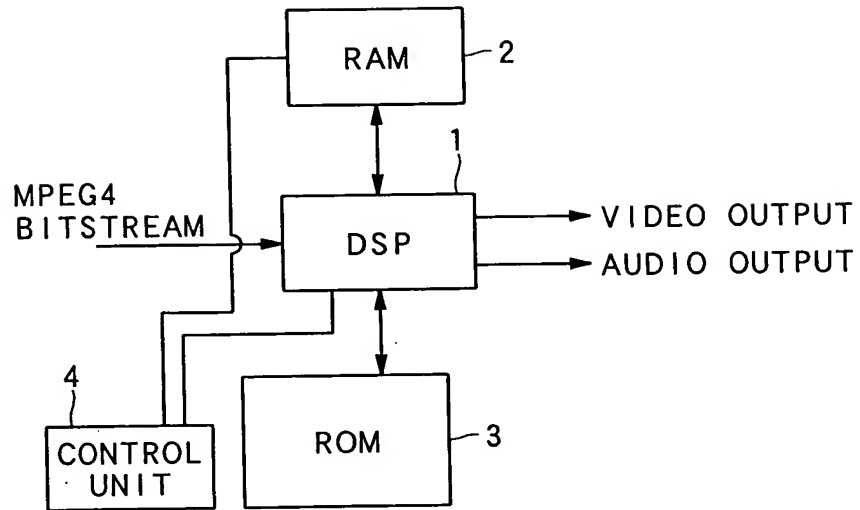 RAM
2
1
MPEG4
BITSTREAM
DSP
VIDEO OUTPUT
AUDIO OUTPUT
4
CONTROL
UNIT
ROM
3